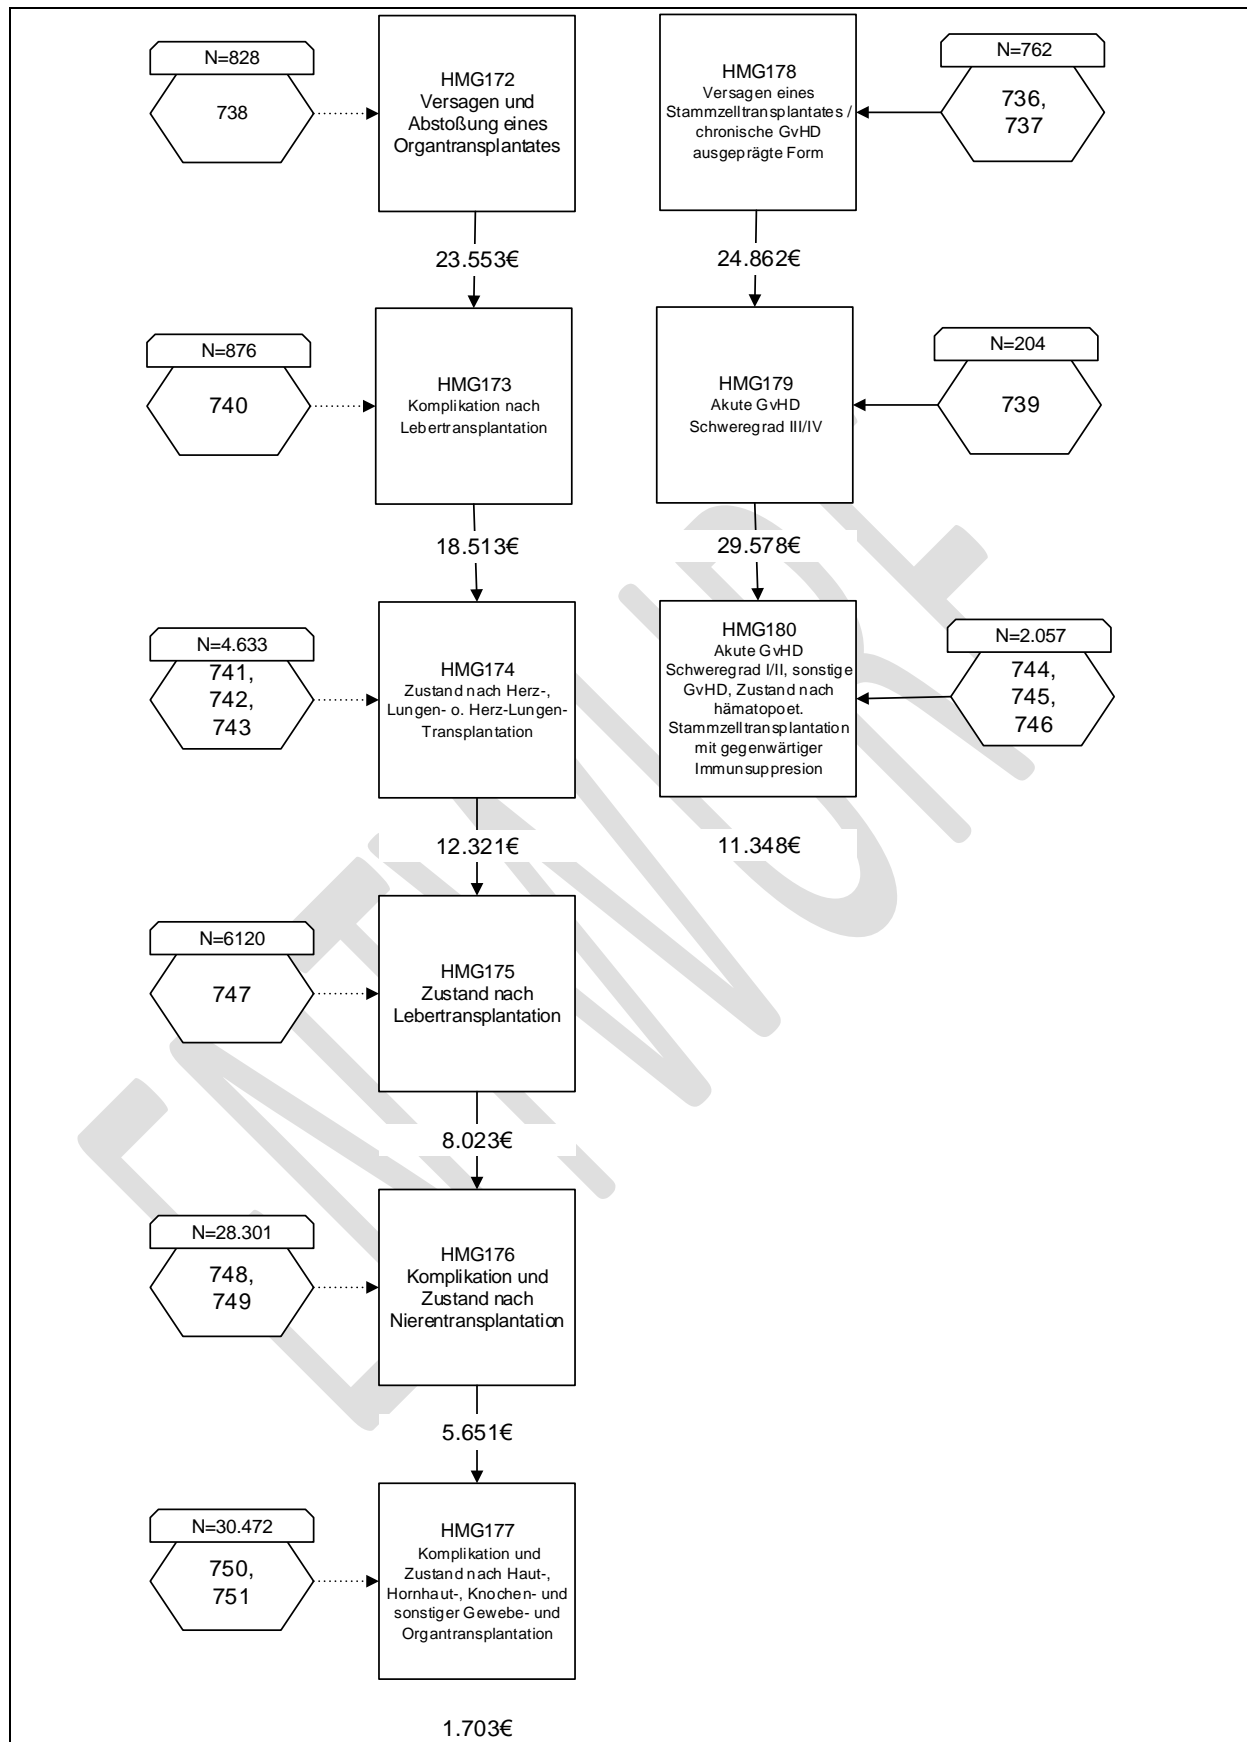 N=828
738
HMG172
Versagen und
Abstoßung eines
Organtransplantates
23.553€
N=876
740
HMG173
Komplikation nach
Lebertransplantation
18.513€
N=4.633
741,
742,
743
HMG174
Zustand nach Herz-,
Lungen- o. Herz-Lungen-
Transplantation
12.321€
N=6120
747
HMG175
Zustand nach
Lebertransplantation
8.023€
N=28.301
748,
749
HMG176
Komplikation und
Zustand nach
Nierentransplantation
5.651€
N=30.472
750,
751
HMG177
Komplikation und
Zustand nach Haut-,
Hornhaut-, Knochen- und
sonstiger Gewebe- und
Organtransplantation
1.703€
HMG178
Versagen eines
Stammzelltransplantates /
chronische GvHD
ausgeprägte Form
N=762
736,
737
24.862€
HMG179
Akute GvHD
Schweregrad III/IV
N=204
739
29.578€
HMG180
Akute GvHD
Schweregrad I/II, sonstige
GvHD, Zustand nach
hämatopoet.
Stammzelltransplantation
mit gegenwärtiger
Immunsuppresion
N=2.057
744,
745,
746
11.348€
ENTWURF